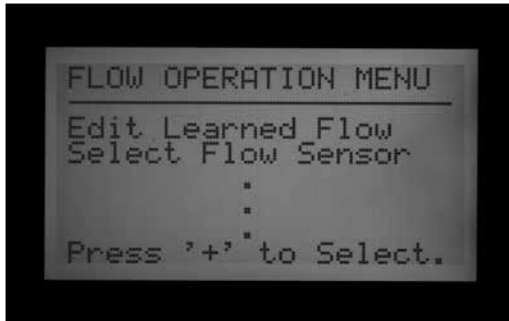 FLOW OPERATION MENU
Edit Learned Flow
Select Flow Sensor
.
.
.
Press '+' to Select.